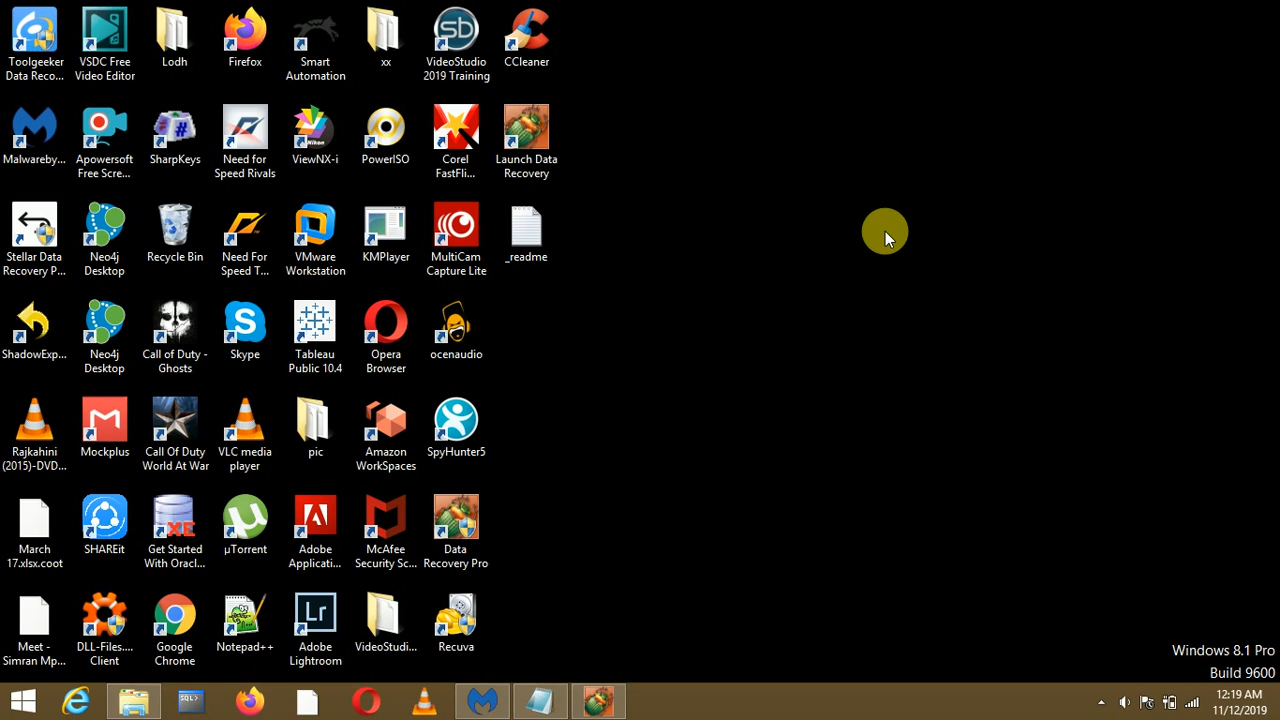 Toolgeeker
Data Reco...
VSDC Free
Video Editor
Lodh
Firefox
Smart
Automation
xx
VideoStudio
2019 Training
CCleaner
Malwareby...
Apowersoft
Free Scre...
SharpKeys
Need for
Speed Rivals
ViewNX-i
PowerISO
Corel
FastFli...
Launch Data
Recovery
Stellar Data
Recovery P...
Neo4j
Desktop
Recycle Bin
Need For
Speed T...
VMware
Workstation
KMPlayer
MultiCam
Capture Lite
_readme
ShadowExp...
Neo4j
Desktop
Call of Duty -
Ghosts
Skype
Tableau
Public 10.4
Opera
Browser
ocenaudio
Rajkahini
(2015)-DVD...
Mockplus
Call Of Duty
World At War
VLC media
player
pic
Amazon
WorkSpaces
SpyHunter5
March
17.xlsx.coot
SHAREit
Get Started
With Oracl...
µTorrent
Adobe
Applicati...
McAfee
Security Sc...
Data
Recovery Pro
Meet -
Simran Mp...
DLL-Files....
Client
Google
Chrome
Notepad++
Adobe
Lightroom
VideoStudi...
Recuva
Windows 8.1 Pro
Build 9600
12:19 AM
11/12/2019